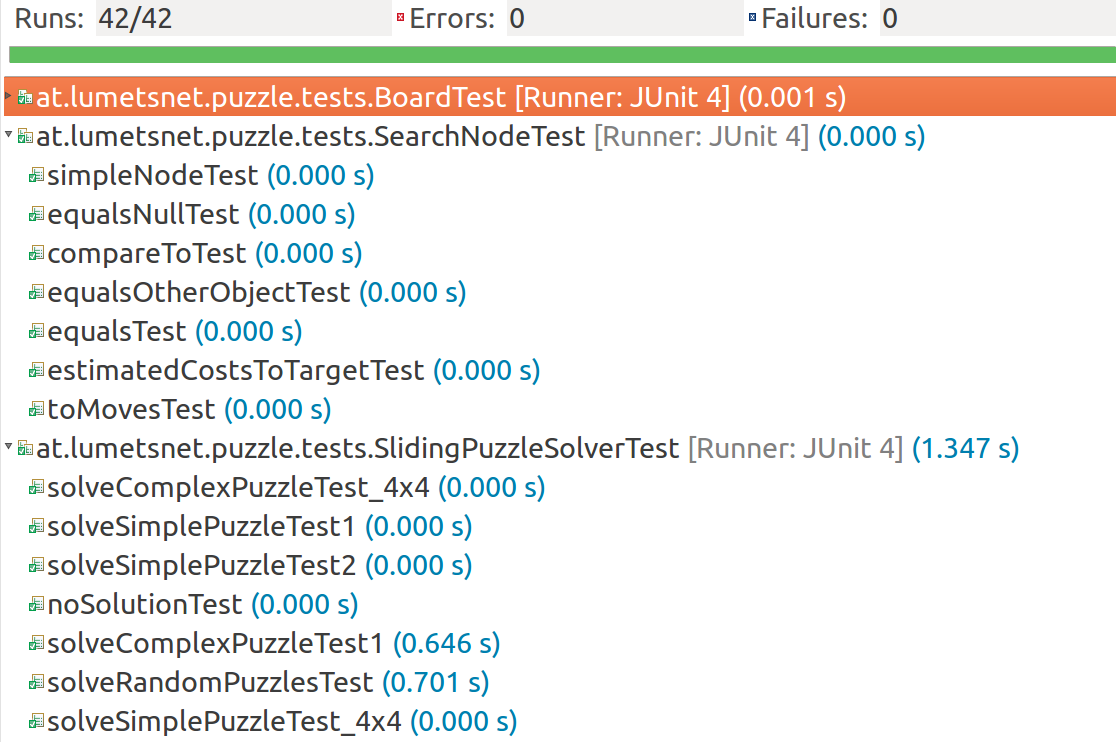 Runs: 42/42 Errors: 0 Failures: 0
at.lumetsnet.puzzle.tests.BoardTest [Runner: JUnit 4] (0.001 s)
at.lumetsnet.puzzle.tests.SearchNodeTest [Runner: JUnit 4] (0.000 s)
simpleNodeTest (0.000 s)
equalsNullTest (0.000 s)
compareToTest (0.000 s)
equalsOtherObjectTest (0.000 s)
equalsTest (0.000 s)
estimatedCostsToTargetTest (0.000 s)
toMovesTest (0.000 s)
at.lumetsnet.puzzle.tests.SlidingPuzzleSolverTest [Runner: JUnit 4] (1.347 s)
solveComplexPuzzleTest_4x4 (0.000 s)
solveSimplePuzzleTest1 (0.000 s)
solveSimplePuzzleTest2 (0.000 s)
noSolutionTest (0.000 s)
solveComplexPuzzleTest1 (0.646 s)
solveRandomPuzzlesTest (0.701 s)
solveSimplePuzzleTest_4x4 (0.000 s)